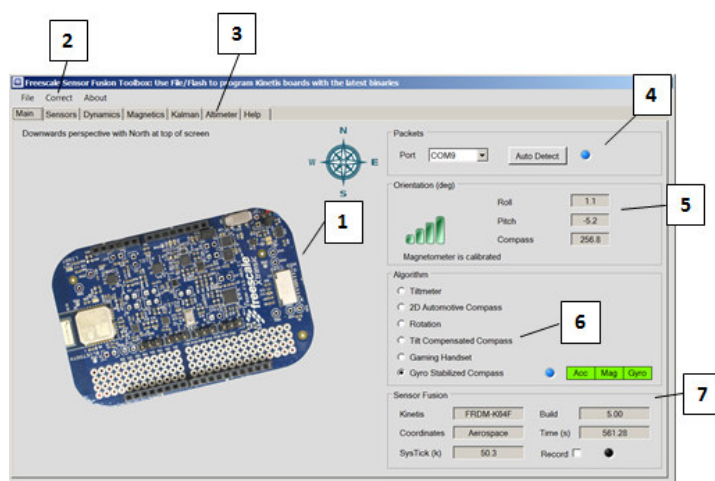 2
3
Freescale Sensor Fusion Toolbox: Use File/Flash to program Kinetis boards with the latest binaries
File Correct About
Main Sensors Dynamics Magnetics Kalman Altimeter Help
4
Downwards perspective with North at top of screen
N
W E
S
Packets
Port COM9 Auto Detect
1
Orientation (deg)
Roll 1.1
Pitch -5.2
Compass 256.8
Magnetometer is calibrated
5
freescale
Algorithm
Tiltmeter
2D Automotive Compass
Rotation
Tilt Compensated Compass
Gaming Handset
Gyro Stabilized Compass Acc Mag Gyro
6
Sensor Fusion
Kinetis FRDM-K64F Build 5.00
Coordinates Aerospace Time (s) 561.28
SysTick (k) 50.3 Record
7